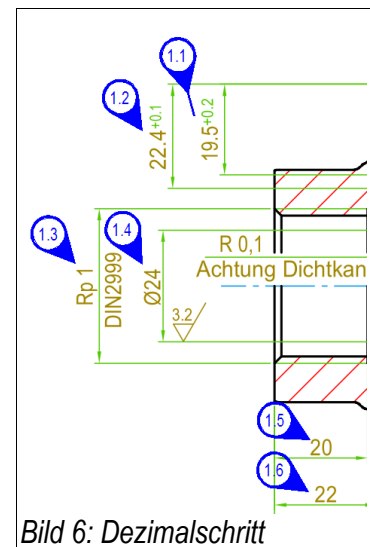 1.1
1.2
22.4+0.1
19.5+0.2
1.3
1.4
Rp 1
DIN2999
Ø24
R 0,1
Achtung Dichtkan
3.2
1.5
20
1.6
22
Bild 6: Dezimalschritt